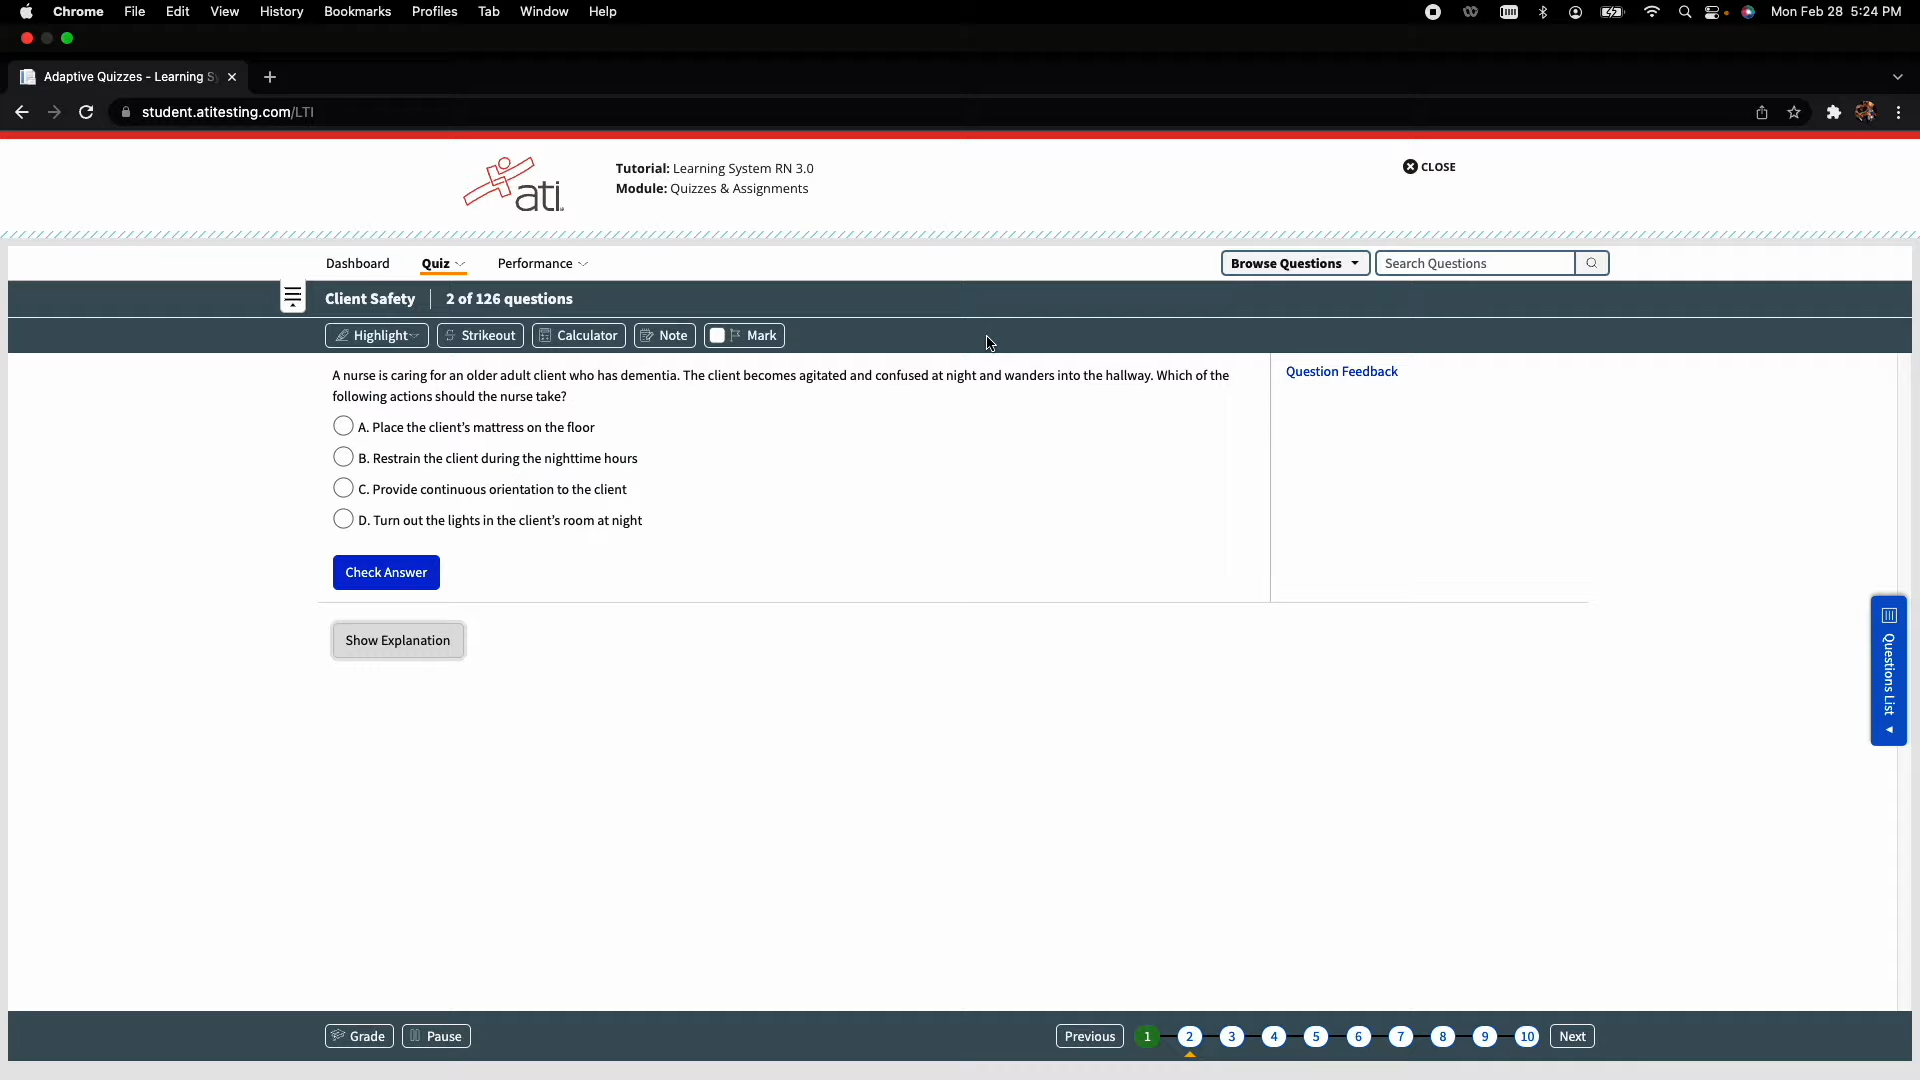 Chrome File Edit View History Bookmarks Profiles Tab Window Help Mon Feb 28 5:24 PM
Adaptive Quizzes - Learning S
student.atitesting.com/LTI
ati
Tutorial: Learning System RN 3.0
Module: Quizzes & Assignments
CLOSE
Dashboard Quiz Performance Browse Questions Search Questions
Client Safety 2 of 126 questions
Highlight Strikeout Calculator Note Mark
A nurse is caring for an older adult client who has dementia. The client becomes agitated and confused at night and wanders into the hallway. Which of the
following actions should the nurse take?
A. Place the client’s mattress on the floor
B. Restrain the client during the nighttime hours
C. Provide continuous orientation to the client
D. Turn out the lights in the client’s room at night
Check Answer
Question Feedback
Show Explanation
Questions List
Grade Pause Previous 1 2 3 4 5 6 7 8 9 10 Next